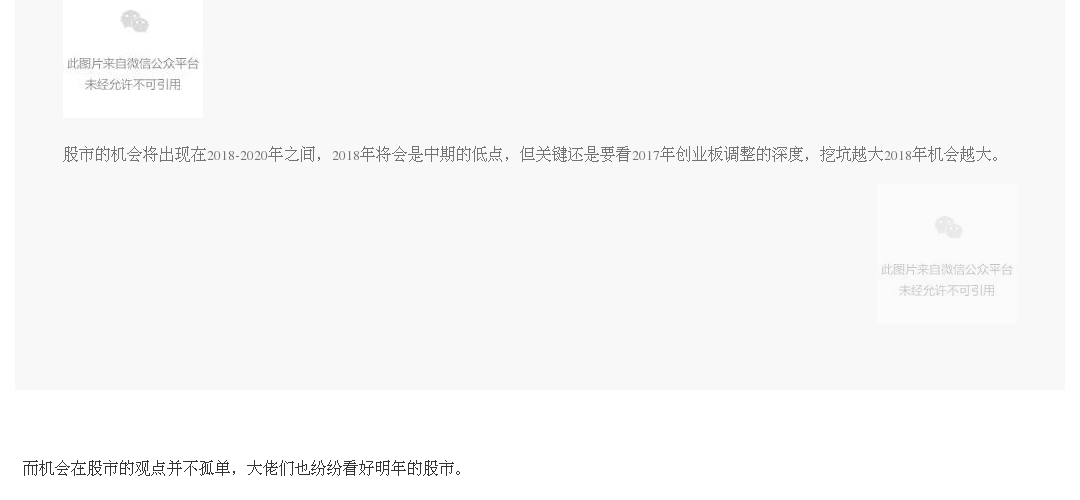 此图片来自微信公众平台
未经允许不可引用
股市的机会将出现在2018-2020年之间，2018年将会是中期的低点，但关键还是要看2017年创业板调整的深度，挖坑越大2018年机会越大。
此图片来自微信公众平台
未经允许不可引用
而机会在股市的观点并不孤单，大佬们也纷纷看好明年的股市。